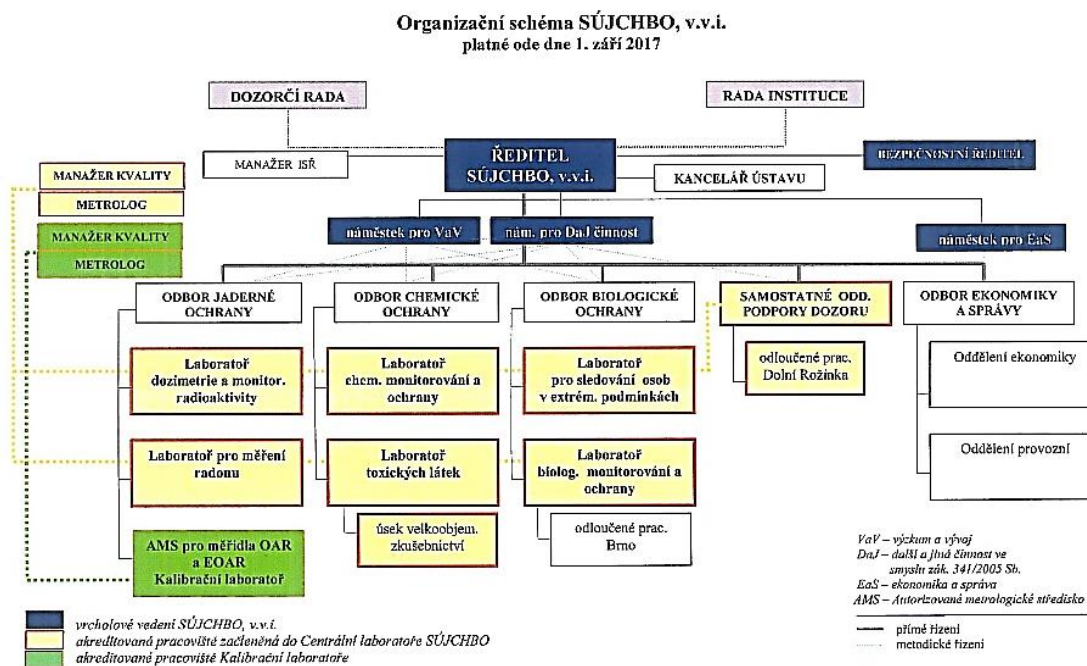 Organizační schéma SÚJCHBO, v.v.i.
platné ode dne 1. září 2017
DOZORČÍ RADA
RADA INSTITUCE
ŘEDITEL
SÚJCHBO, v.v.i.
MANAŽER ISŘ
BEZPEČNOSTNÍ ŘEDITEL
KANCELÁŘ ÚSTAVU
MANAŽER KVALITY
METROLOG
MANAŽER KVALITY
METROLOG
náměstek pro VaV
nám. pro DaJ činnost
náměstek pro EaS
ODBOR JADERNÉ
OCHRANY
ODBOR CHEMICKÉ
OCHRANY
ODBOR BIOLOGICKÉ
OCHRANY
SAMOSTATNÉ ODD.
PODPORY DOZORU
ODBOR EKONOMIKY
A SPRÁVY
Laboratoř
dozimetrie a monitor.
radioaktivity
Laboratoř
chem. monitorování a
ochrany
Laboratoř
pro sledování osob
v extrém. podmínkách
odloučené prac.
Dolní Rožínka
Oddělení ekonomiky
Laboratoř pro měření
radonu
Laboratoř
toxických látek
Laboratoř
biolog. monitorování a
ochrany
Oddělení provozní
úsek velkoobjem.
zkušebnictví
odloučené prac.
Brno
AMS pro měřidla OAR
a EOAR
Kalibrační laboratoř
VaV – výzkum a vývoj
DaJ – další a jiná činnost ve
smyslu zák. 341/2005 Sb.
EaS – ekonomika a správa
AMS – Autorizované metrologické středisko
přímé řízení
metodické řízení
vrcholové vedení SÚJCHBO, v.v.i.
akreditovaná pracoviště začleněná do Centrální laboratoře SÚJCHBO
akreditované pracoviště Kalibrační laboratoře